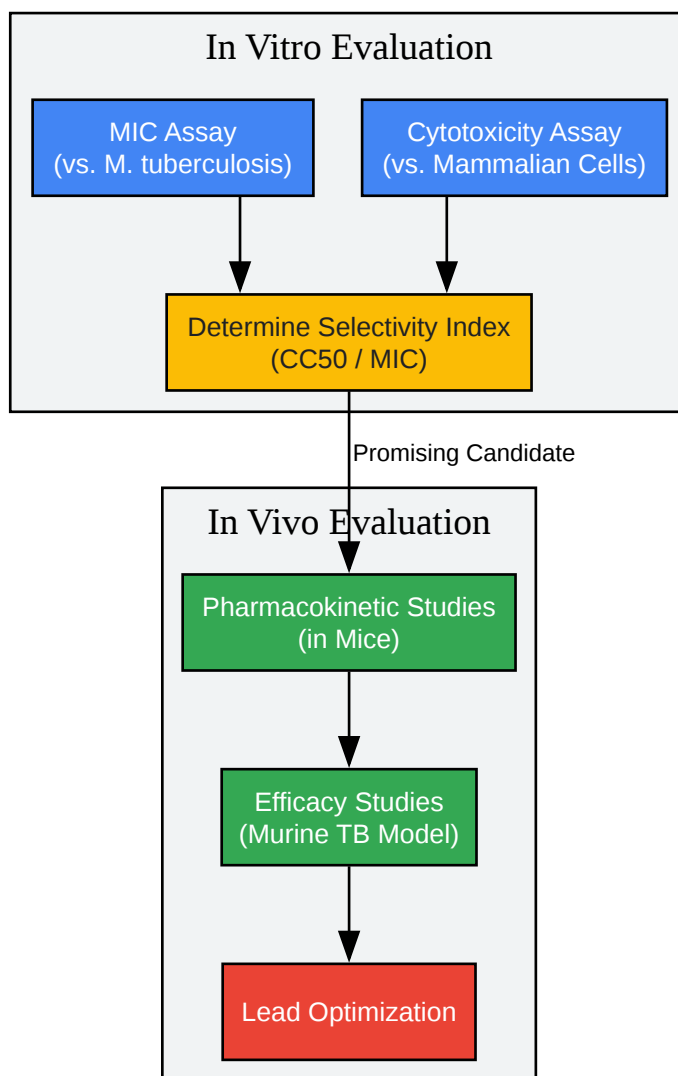 In Vitro Evaluation
MIC Assay
(vs. M. tuberculosis)
Cytotoxicity Assay
(vs. Mammalian Cells)
Determine Selectivity Index
(CC50 / MIC)
Promising Candidate
In Vivo Evaluation
Pharmacokinetic Studies
(in Mice)
Efficacy Studies
(Murine TB Model)
Lead Optimization